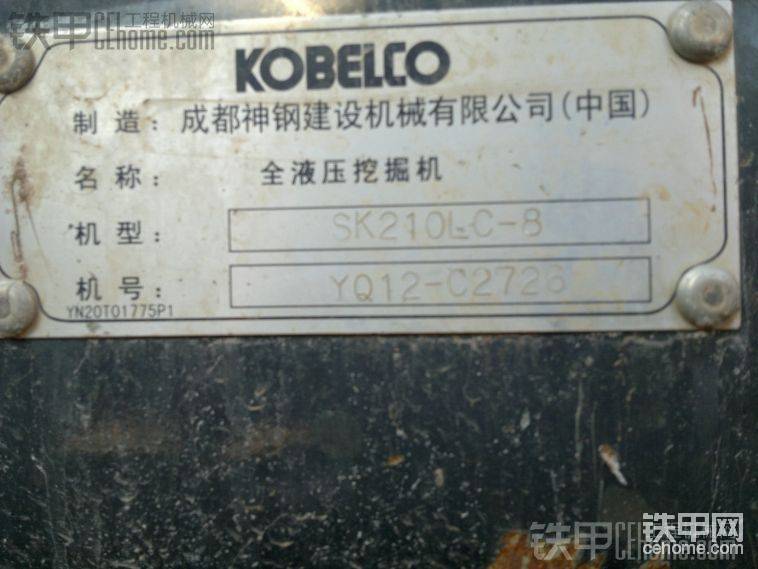 铁甲 工程机械网
CEhome.com
KOBELCO
制造：成都神钢建设机械有限公司(中国)
名称：全液压挖掘机
机型：SK210LC-8
机号：YQ12-C2726
YN20T01775P1
铁甲网
cehome.com